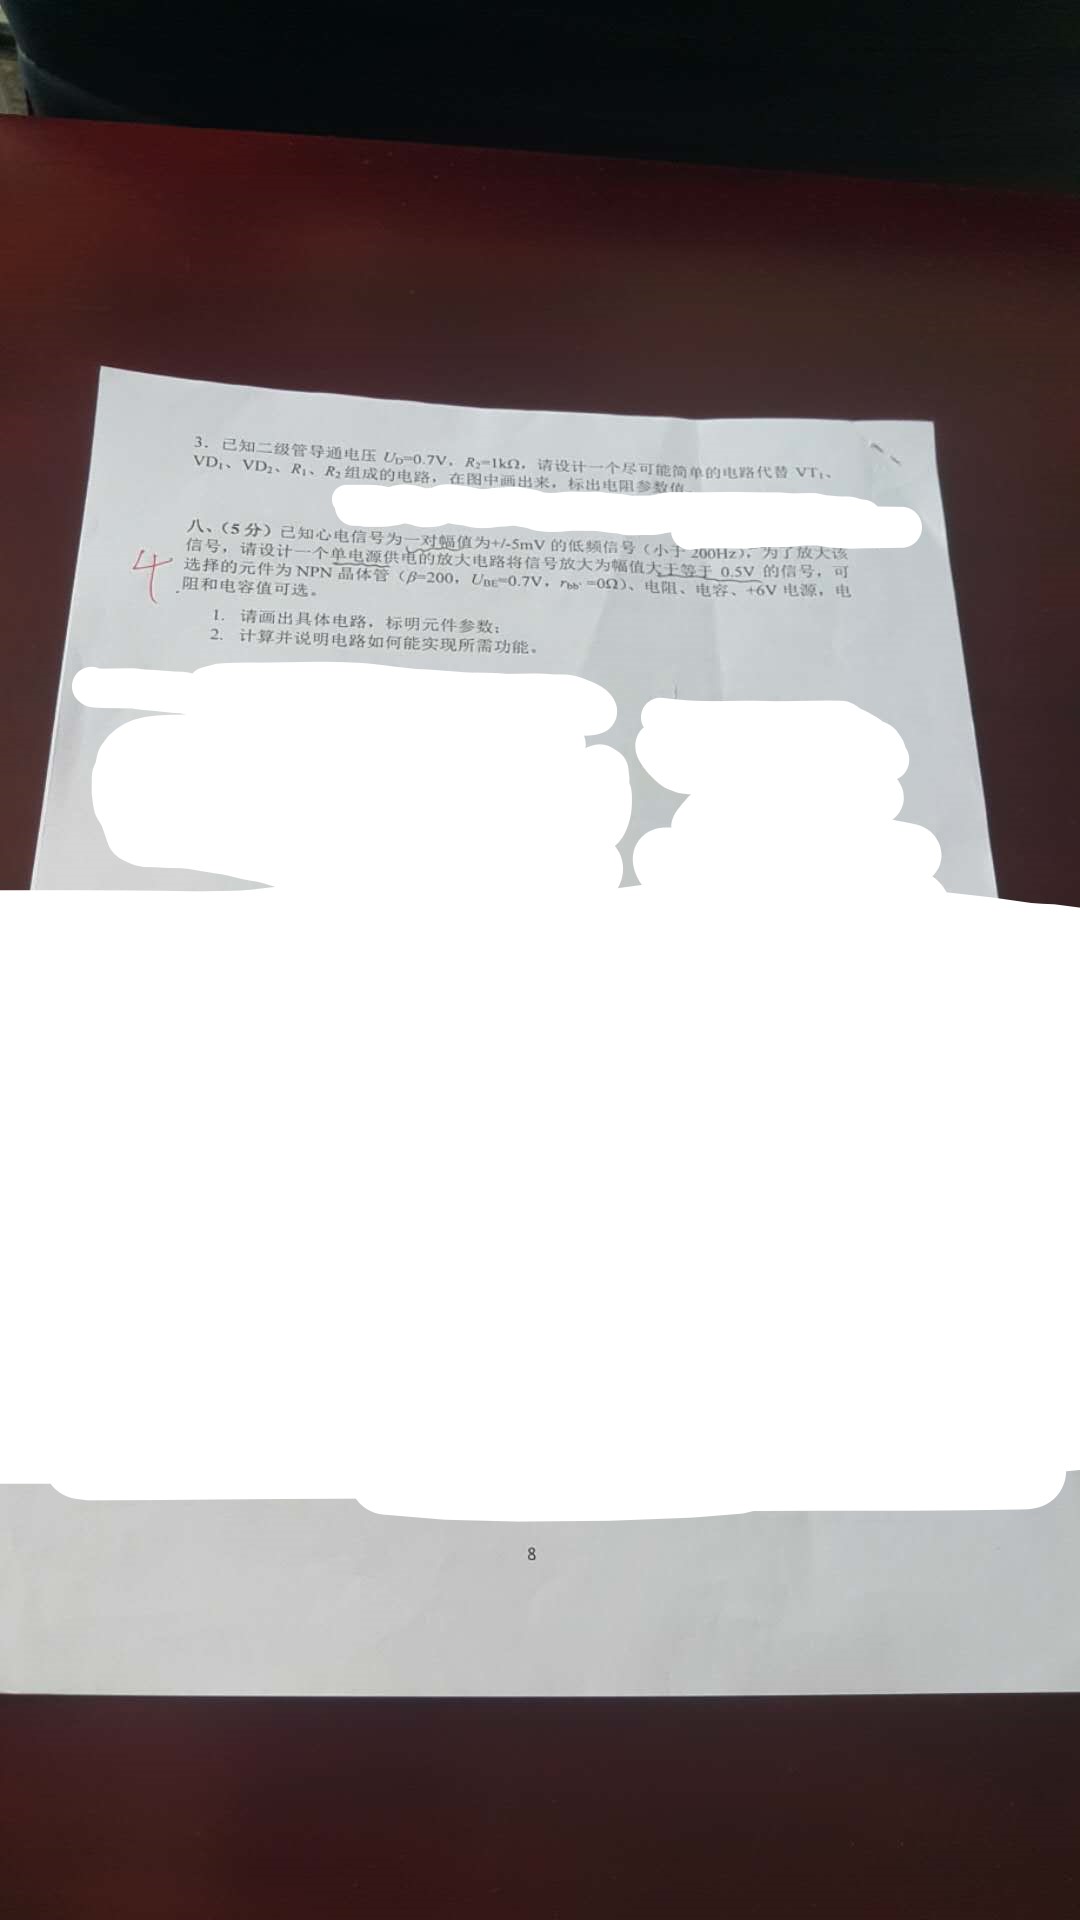 3．已知二级管导通电压 U_D=0.7V，R₂=1kΩ，请设计一个尽可能简单的电路代替 VT₁、
VD₁、VD₂、R₁、R₂ 组成的电路，在图中画出来，标出电阻参数值
八、（5 分）已知心电信号为一对幅值为+/-5mV 的低频信号（小于 200Hz），为了放大该
信号，请设计一个单电源供电的放大电路将信号放大为幅值大于等于 0.5V 的信号，可
选择的元件为 NPN 晶体管（β=200，U_BE=0.7V，r_bb'=0Ω）、电阻、电容、+6V 电源，电
阻和电容值可选。
4
1. 请画出具体电路，标明元件参数；
2. 计算并说明电路如何能实现所需功能。
8